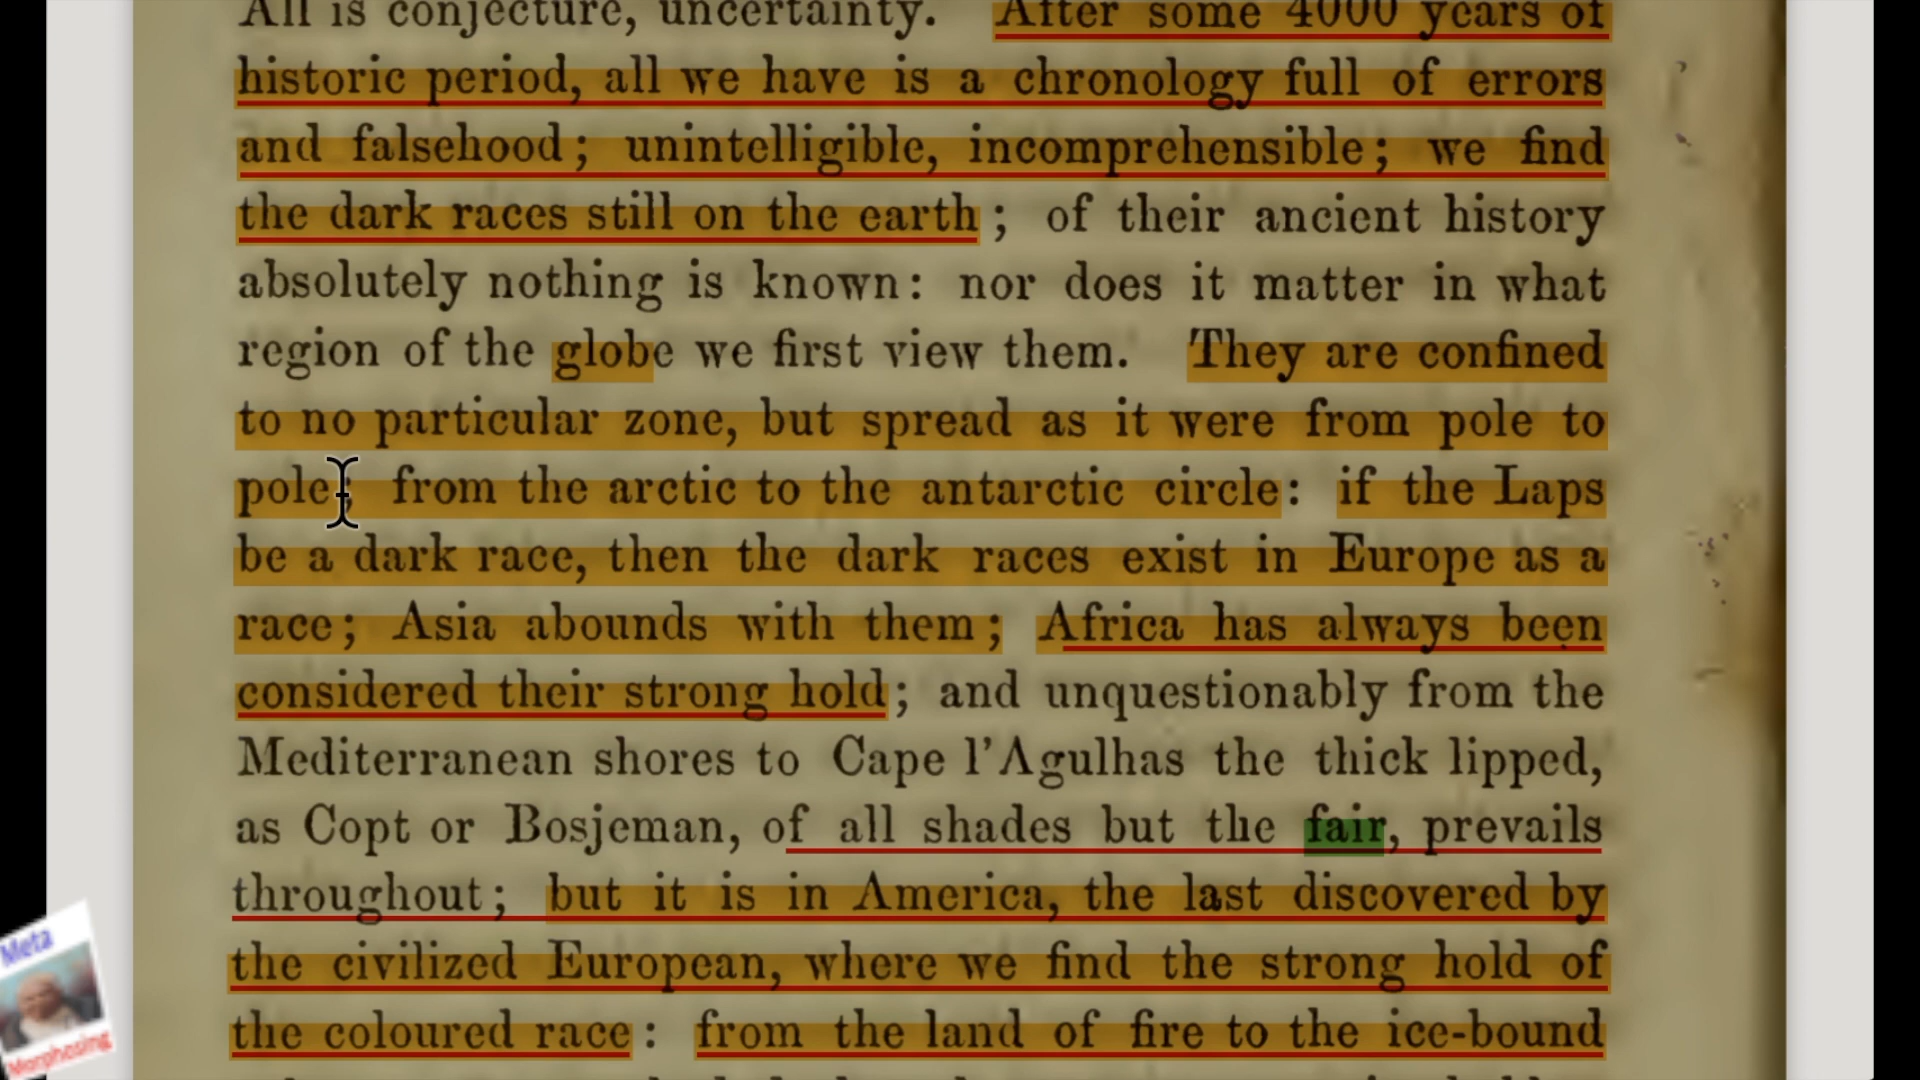 All is conjecture, uncertainty. After some 4000 years of
historic period, all we have is a chronology full of errors
and falsehood; unintelligible, incomprehensible; we find
the dark races still on the earth; of their ancient history
absolutely nothing is known: nor does it matter in what
region of the globe we first view them. They are confined
to no particular zone, but spread as it were from pole to
pole; from the arctic to the antarctic circle: if the Laps
be a dark race, then the dark races exist in Europe as a
race; Asia abounds with them; Africa has always been
considered their strong hold; and unquestionably from the
Mediterranean shores to Cape l'Agulhas the thick lipped,
as Copt or Bosjeman, of all shades but the fair, prevails
throughout; but it is in America, the last discovered by
the civilized European, where we find the strong hold of
the coloured race: from the land of fire to the ice-bound
Meta
Morphosing